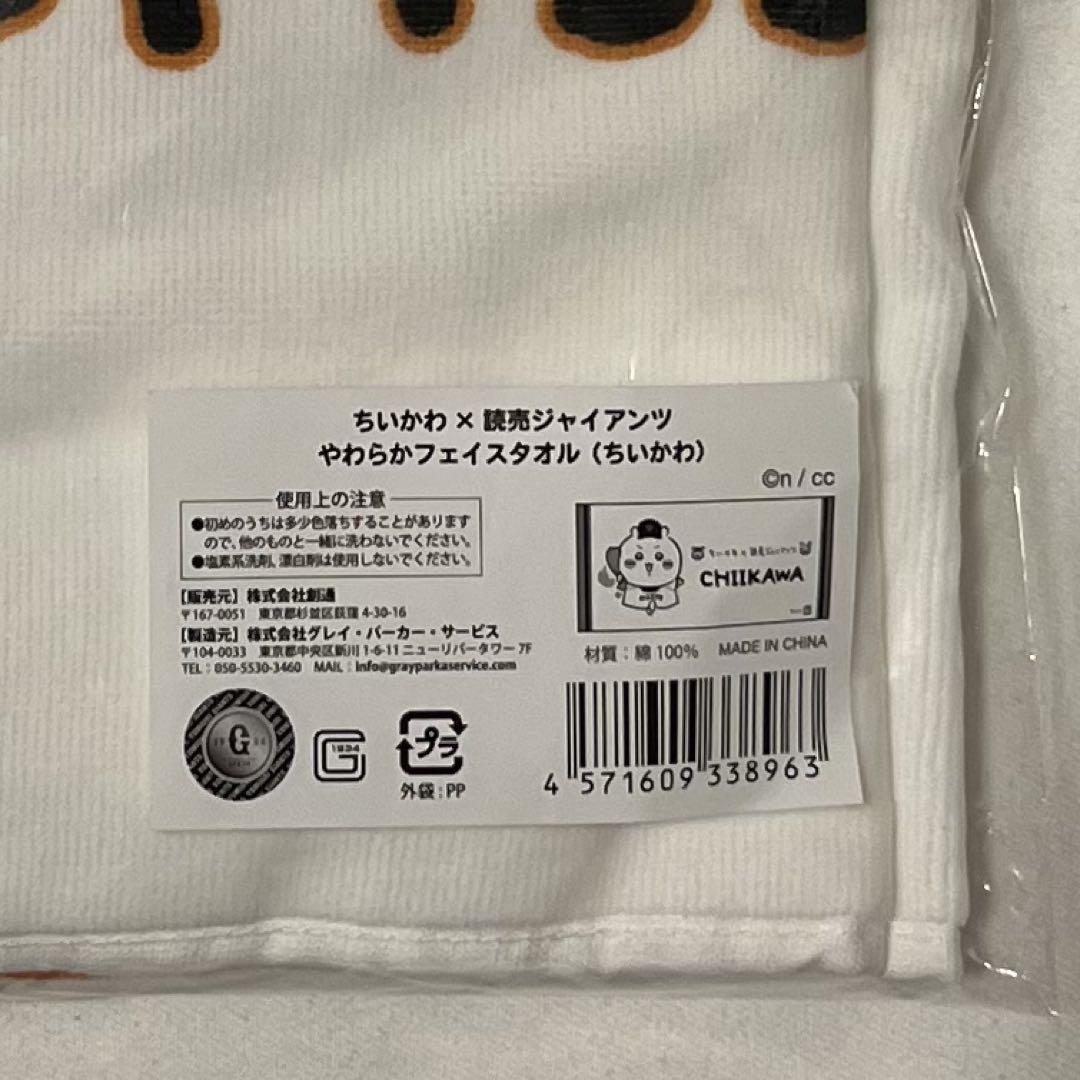 ちいかわ × 読売ジャイアンツ
やわらかフェイスタオル（ちいかわ）
©n / cc
使用上の注意
●初めのうちは多少色落ちすることがあります
ので、他のものと一緒に洗わないでください。
●塩素系洗剤、漂白剤は使用しないでください。
【販売元】株式会社創通
〒167-0051 東京都杉並区荻窪 4-30-16
【製造元】株式会社グレイ・パーカー・サービス
〒104-0033 東京都中央区新川 1-6-11 ニューリバータワー 7F
TEL：050-5530-3460 MAIL：info@grayparkaservice.com
CHIIKAWA
材質：綿 100% MADE IN CHINA
G
1934
G
プラ
外袋：PP
4 571609 338963